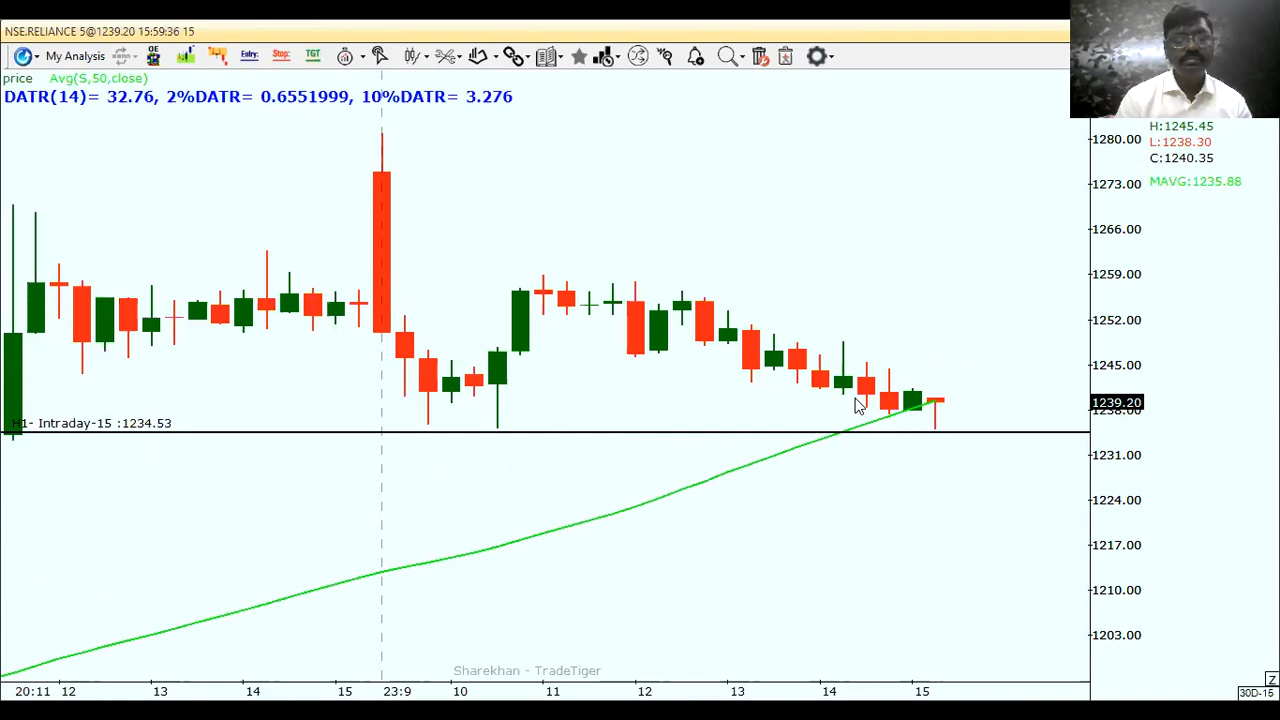 NSE.RELIANCE 5@1239.20 15:59:36 15
My Analysis
OE
Entry:
Stop:
TGT
price Avg(S,50,close)
DATR(14)= 32.76, 2%DATR= 0.6551999, 10%DATR= 3.276
H:1245.45
L:1238.30
C:1240.35
MAVG:1235.88
1280.00
1273.00
1266.00
1259.00
1252.00
1245.00
1239.20
1238.00
1231.00
1224.00
1217.00
1210.00
1203.00
H1- Intraday-15 :1234.53
Sharekhan - TradeTiger
20:11 12 13 14 15 23:9 10 11 12 13 14 15
Z
30D-15